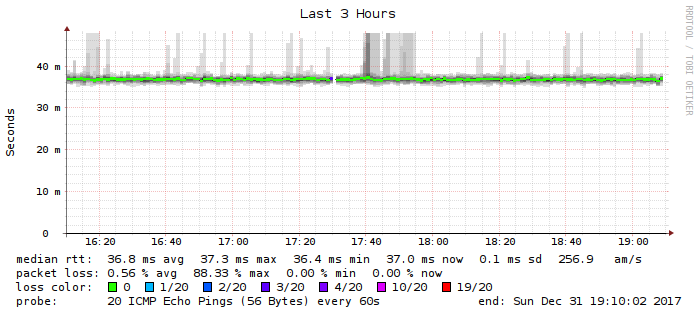 Last 3 Hours
RRDTOOL / TOBI OETIKER
Seconds
40 m
30 m
20 m
10 m
0
16:20 16:40 17:00 17:20 17:40 18:00 18:20 18:40 19:00
median rtt: 36.8 ms avg 37.3 ms max 36.4 ms min 37.0 ms now 0.1 ms sd 256.9 am/s
packet loss: 0.56 % avg 88.33 % max 0.00 % min 0.00 % now
loss color: 0 1/20 2/20 3/20 4/20 10/20 19/20
probe: 20 ICMP Echo Pings (56 Bytes) every 60s end: Sun Dec 31 19:10:02 2017